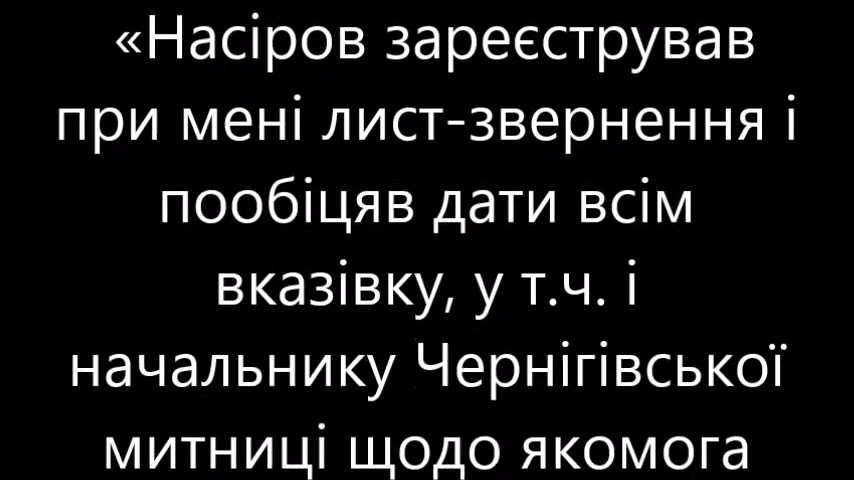 «Насіров зареєстрував
при мені лист-звернення і
пообіцяв дати всім
вказівку, у т.ч. і
начальнику Чернігівської
митниці щодо якомога